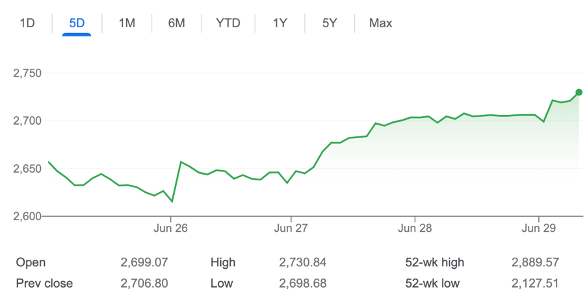 1D 5D 1M 6M YTD 1Y 5Y Max
2,750
2,700
2,650
2,600
Jun 26 Jun 27 Jun 28 Jun 29
Open 2,699.07 High 2,730.84 52-wk high 2,889.57
Prev close 2,706.80 Low 2,698.68 52-wk low 2,127.51